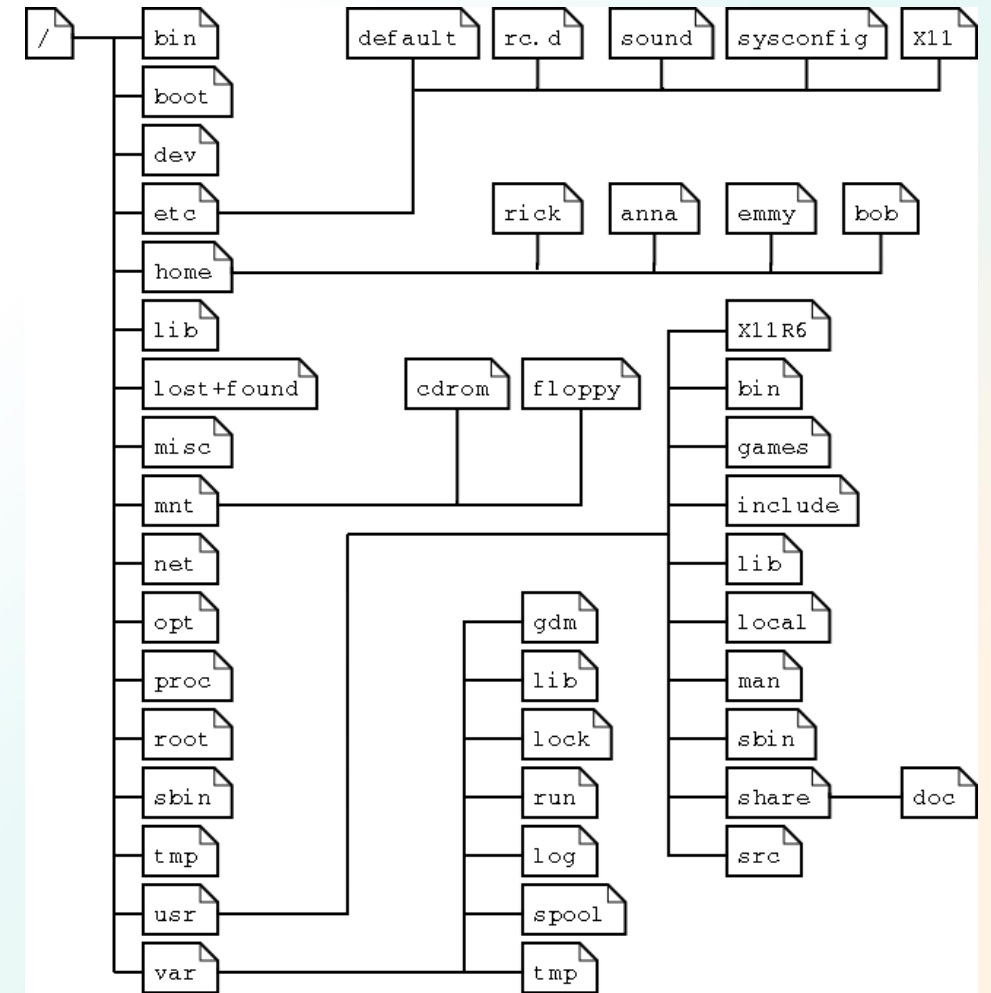 / bin default rc.d sound sysconfig X11
boot
dev
etc rick anna emmy bob
home
lib X11R6
lost+found cdrom floppy bin
misc games
mnt include
net lib
opt gdm local
proc lib man
root lock sbin
sbin run share doc
tmp log src
usr spool
var tmp